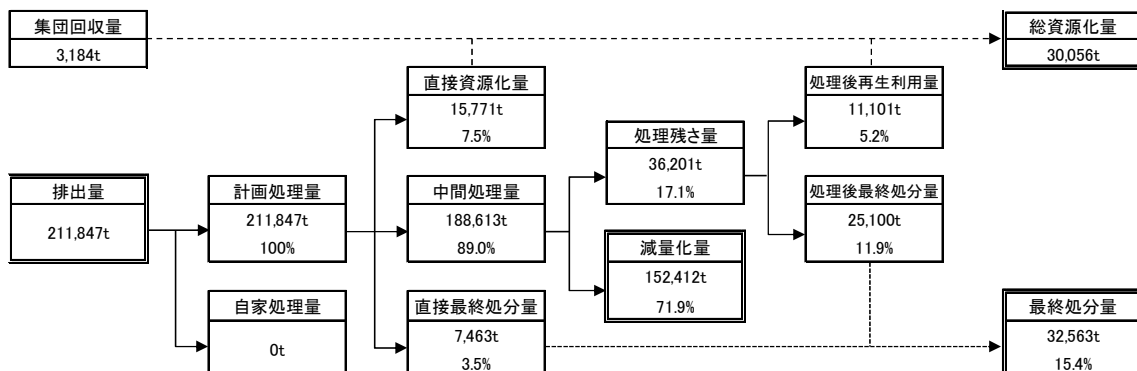 集団回収量
3,184t
総資源化量
30,056t
直接資源化量
15,771t
7.5%
処理後再生利用量
11,101t
5.2%
処理残さ量
36,201t
17.1%
排出量
211,847t
計画処理量
211,847t
100%
中間処理量
188,613t
89.0%
処理後最終処分量
25,100t
11.9%
減量化量
152,412t
71.9%
自家処理量
0t
直接最終処分量
7,463t
3.5%
最終処分量
32,563t
15.4%